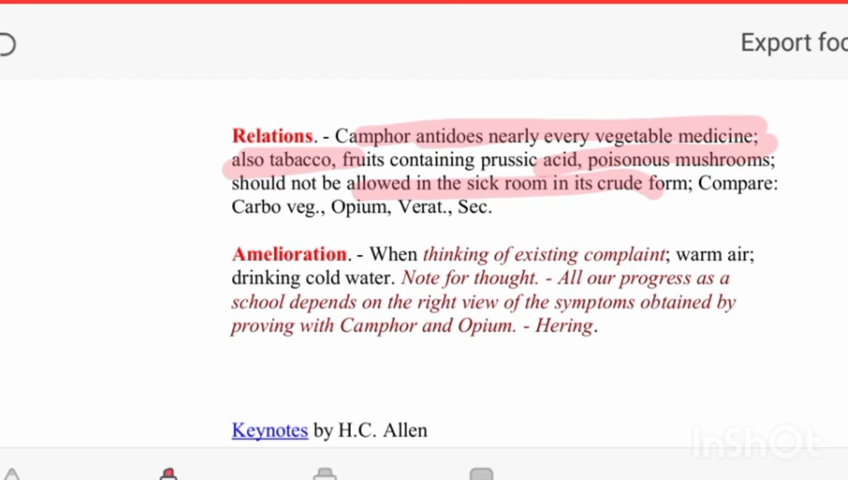 Export foc
Relations. - Camphor antidoes nearly every vegetable medicine;
also tabacco, fruits containing prussic acid, poisonous mushrooms;
should not be allowed in the sick room in its crude form; Compare:
Carbo veg., Opium, Verat., Sec.
Amelioration. - When thinking of existing complaint; warm air;
drinking cold water. Note for thought. - All our progress as a
school depends on the right view of the symptoms obtained by
proving with Camphor and Opium. - Hering.
Keynotes by H.C. Allen
InShOt